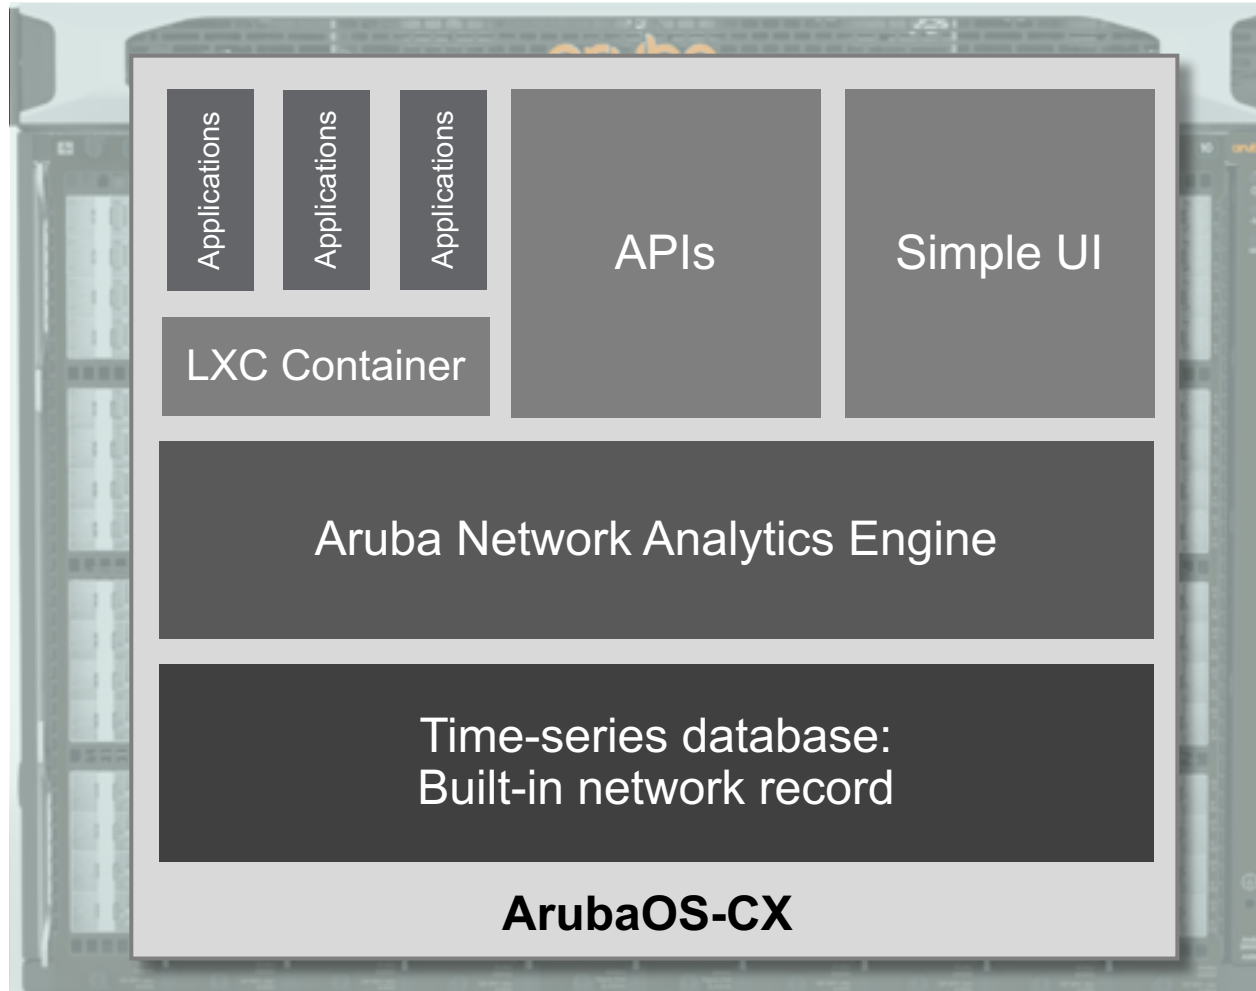 aruba
Applications
Applications
Applications
APIs
Simple UI
LXC Container
Aruba Network Analytics Engine
Time-series database:
Built-in network record
ArubaOS-CX